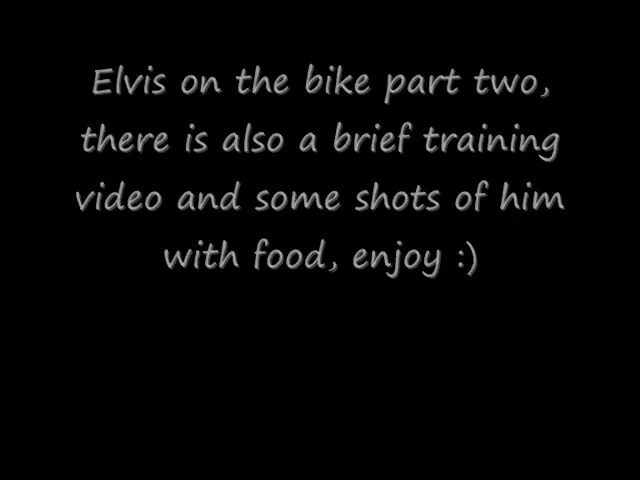 Elvis on the bike part two,
there is also a brief training
video and some shots of him
with food, enjoy :)